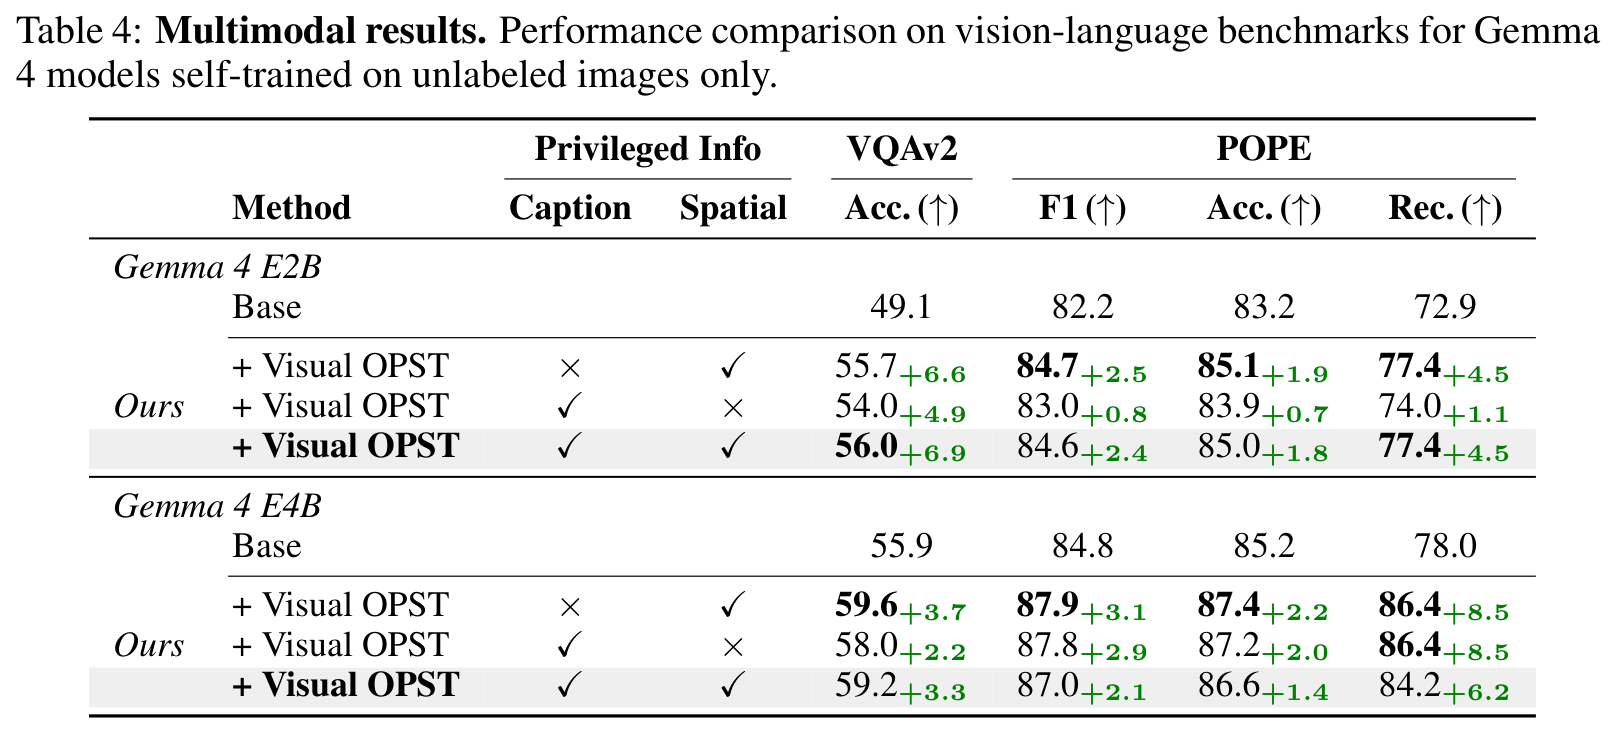 Table 4: Multimodal results. Performance comparison on vision-language benchmarks for Gemma
4 models self-trained on unlabeled images only.
Privileged Info VQAv2 POPE
Method Caption Spatial Acc. (↑) F1 (↑) Acc. (↑) Rec. (↑)
Gemma 4 E2B
Base 49.1 82.2 83.2 72.9
+ Visual OPST × ✓ 55.7+6.6 84.7+2.5 85.1+1.9 77.4+4.5
Ours + Visual OPST ✓ × 54.0+4.9 83.0+0.8 83.9+0.7 74.0+1.1
+ Visual OPST ✓ ✓ 56.0+6.9 84.6+2.4 85.0+1.8 77.4+4.5
Gemma 4 E4B
Base 55.9 84.8 85.2 78.0
+ Visual OPST × ✓ 59.6+3.7 87.9+3.1 87.4+2.2 86.4+8.5
Ours + Visual OPST ✓ × 58.0+2.2 87.8+2.9 87.2+2.0 86.4+8.5
+ Visual OPST ✓ ✓ 59.2+3.3 87.0+2.1 86.6+1.4 84.2+6.2